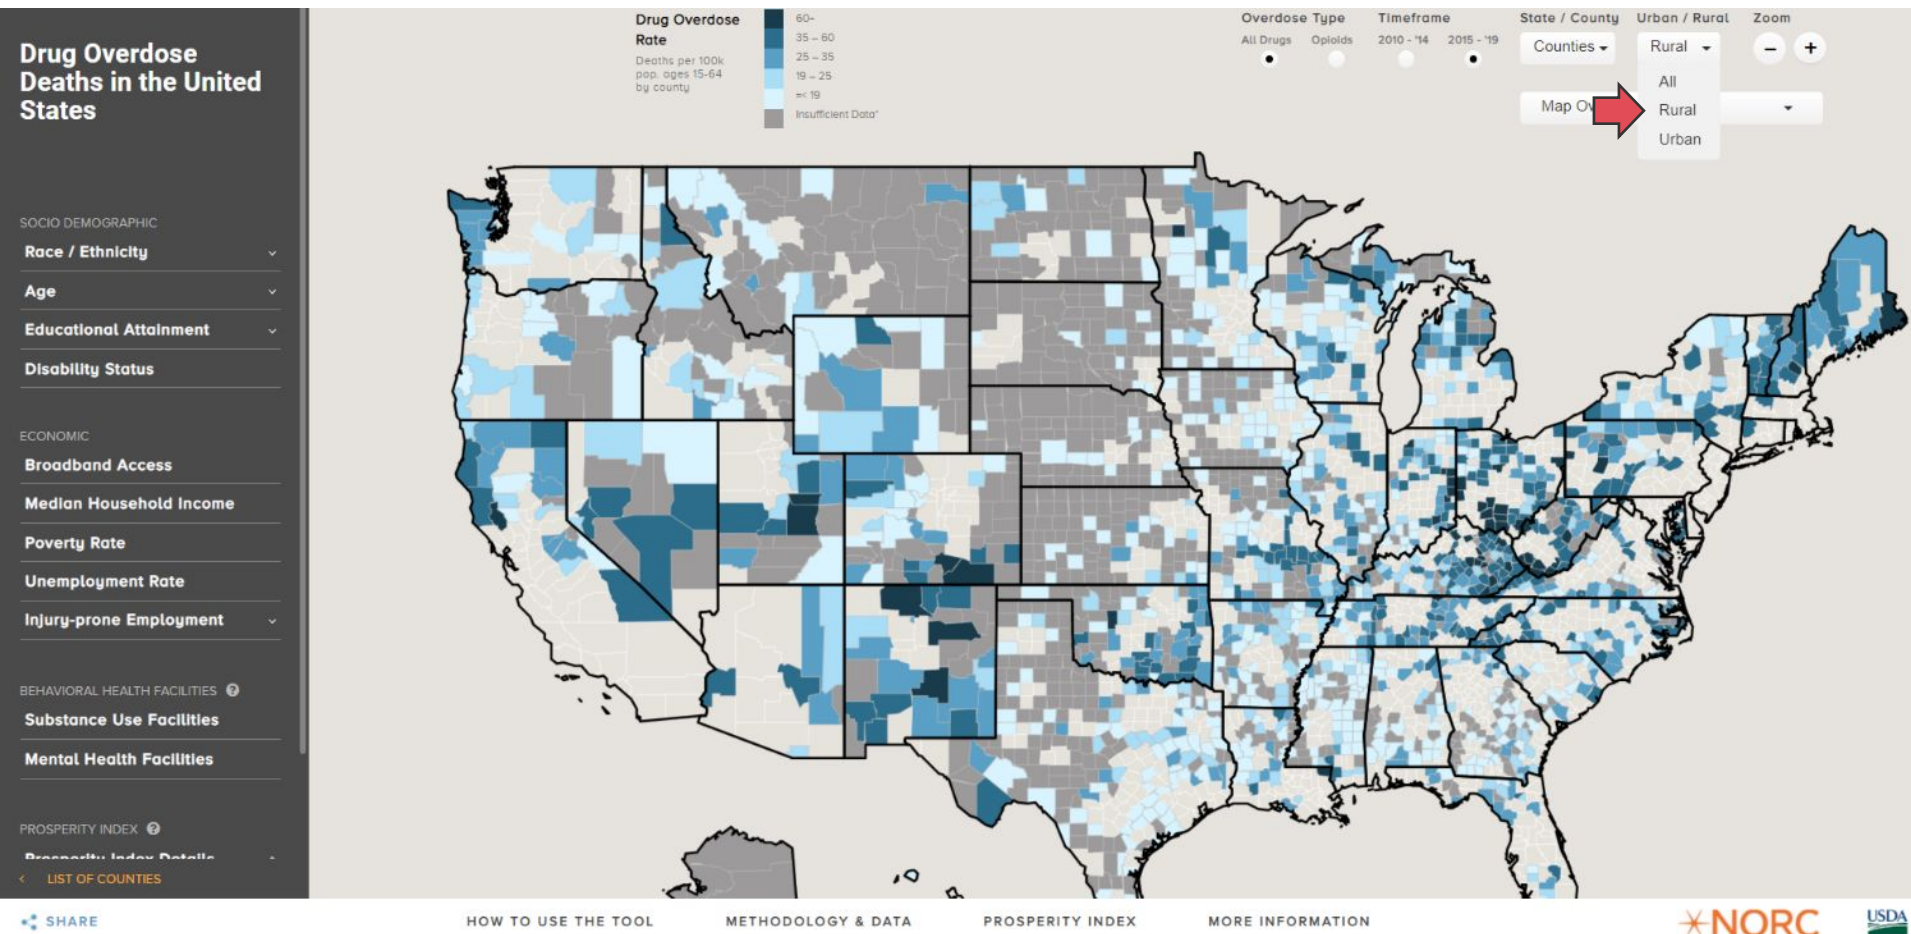 Drug Overdose
Deaths in the United
States
SOCIO DEMOGRAPHIC
Race / Ethnicity
Age
Educational Attainment
Disability Status
ECONOMIC
Broadband Access
Median Household Income
Poverty Rate
Unemployment Rate
Injury-prone Employment
BEHAVIORAL HEALTH FACILITIES ?
Substance Use Facilities
Mental Health Facilities
PROSPERITY INDEX ?
Prosperity Index Details
< LIST OF COUNTIES
Drug Overdose
Rate
Deaths per 100k
pop. ages 15-64
by county
60+
35 – 60
25 – 35
19 – 25
=< 19
Insufficient Data*
Overdose Type
All Drugs Opioids
Timeframe
2010 - '14 2015 - '19
State / County
Counties
Urban / Rural
Rural
All
Rural
Urban
Zoom
– +
Map Ov
SHARE
HOW TO USE THE TOOL
METHODOLOGY & DATA
PROSPERITY INDEX
MORE INFORMATION
NORC
USDA